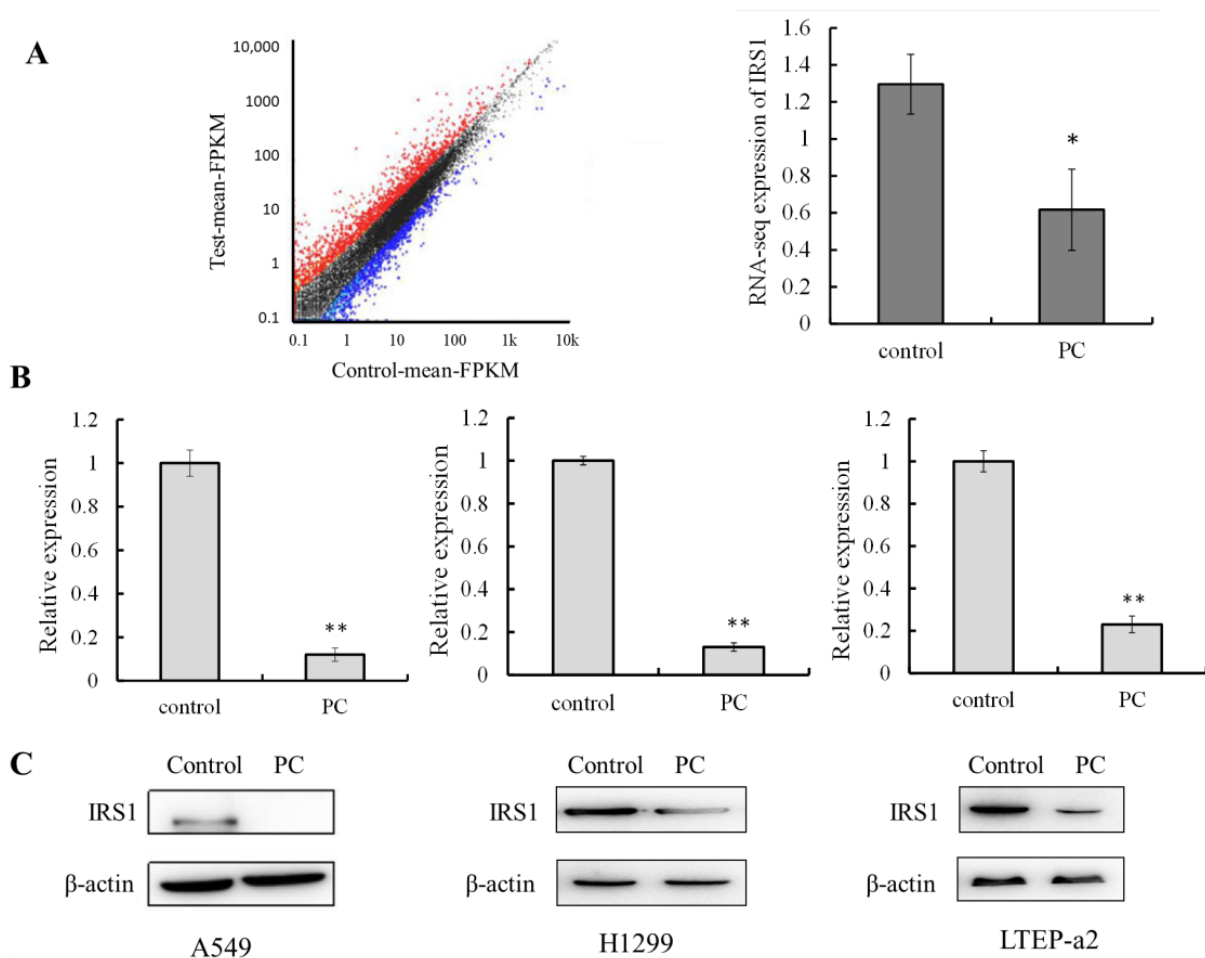 A
10,000
1000
100
10
1
0.1
Test-mean-FPKM
0.1 1 10 100 1k 10k
Control-mean-FPKM
RNA-seq expression of IRS1
1.6
1.4
1.2
1
0.8
0.6
0.4
0.2
0
*
control PC
B
Relative expression
1.2
1
0.8
0.6
0.4
0.2
0
**
control PC
Relative expression
1.2
1
0.8
0.6
0.4
0.2
0
**
control PC
Relative expression
1.2
1
0.8
0.6
0.4
0.2
0
**
control PC
C
Control PC
IRS1
β-actin
A549
Control PC
IRS1
β-actin
H1299
Control PC
IRS1
β-actin
LTEP-a2